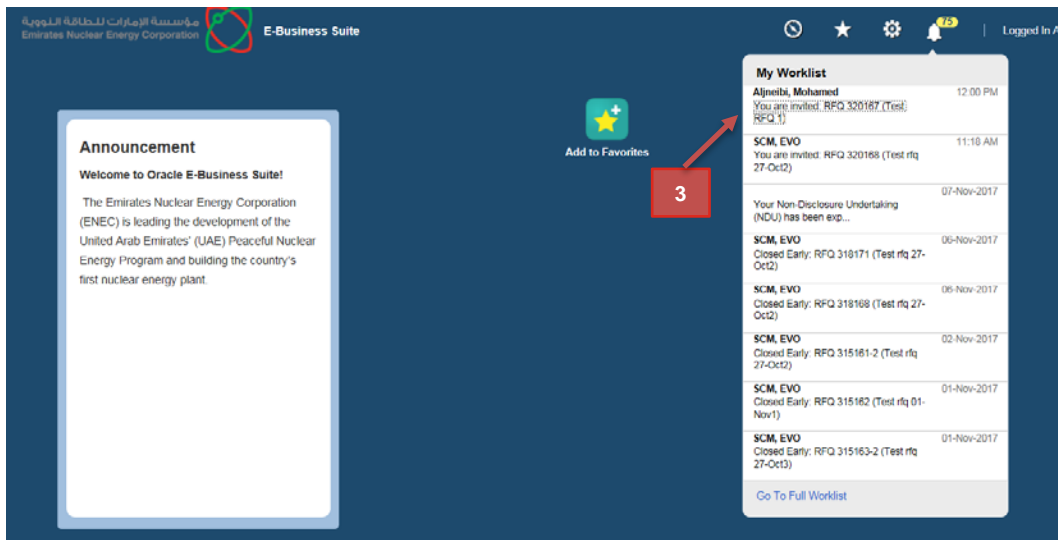 مؤسسة الإمارات للطاقة النووية
Emirates Nuclear Energy Corporation
E-Business Suite
75
Logged In A
Announcement
Welcome to Oracle E-Business Suite!
The Emirates Nuclear Energy Corporation
(ENEC) is leading the development of the
United Arab Emirates' (UAE) Peaceful Nuclear
Energy Program and building the country's
first nuclear energy plant.
Add to Favorites
3
My Worklist
Aljneibi, Mohamed 12:00 PM
You are invited: RFQ 320167 (Test
RFQ 1)
SCM, EVO 11:18 AM
You are invited: RFQ 320168 (Test rfq
27-Oct2)
07-Nov-2017
Your Non-Disclosure Undertaking
(NDU) has been exp...
SCM, EVO 06-Nov-2017
Closed Early: RFQ 318171 (Test rfq 27-
Oct2)
SCM, EVO 06-Nov-2017
Closed Early: RFQ 318168 (Test rfq 27-
Oct2)
SCM, EVO 02-Nov-2017
Closed Early: RFQ 315161-2 (Test rfq
27-Oct2)
SCM, EVO 01-Nov-2017
Closed Early: RFQ 315162 (Test rfq 01-
Nov1)
SCM, EVO 01-Nov-2017
Closed Early: RFQ 315163-2 (Test rfq
27-Oct3)
Go To Full Worklist